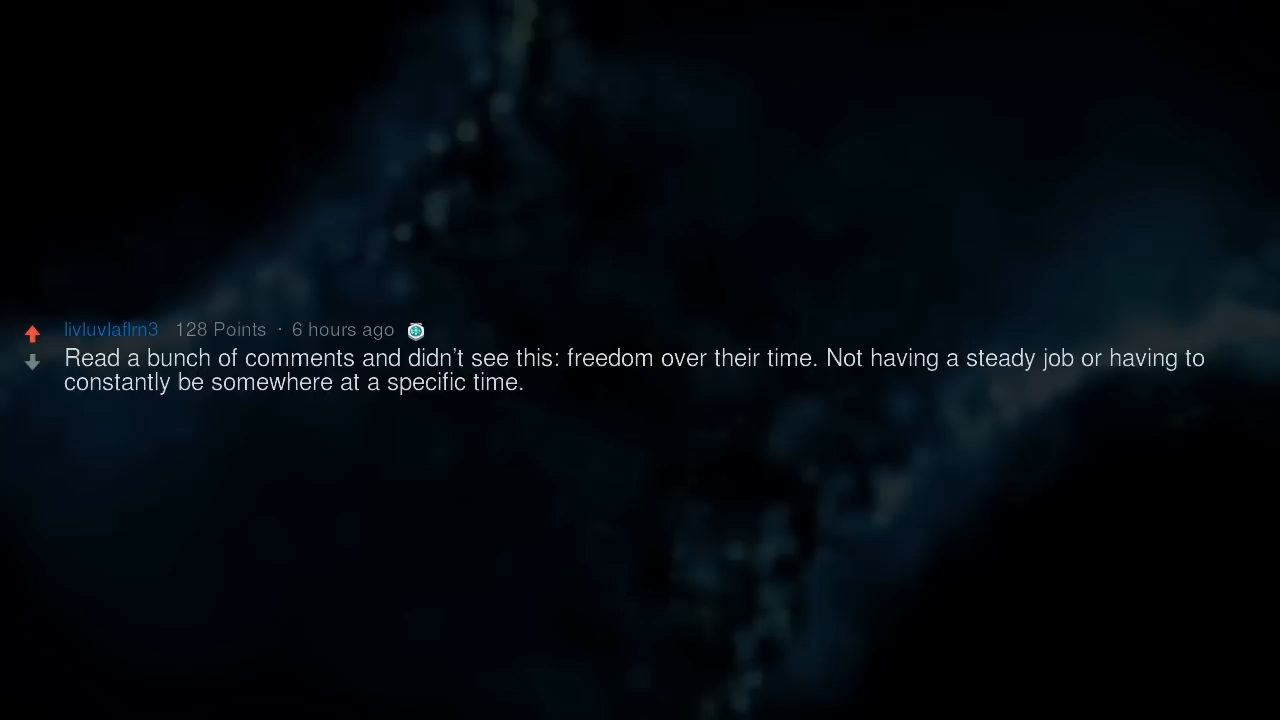 livluvlaflrn3 128 Points · 6 hours ago
Read a bunch of comments and didn't see this: freedom over their time. Not having a steady job or having to
constantly be somewhere at a specific time.